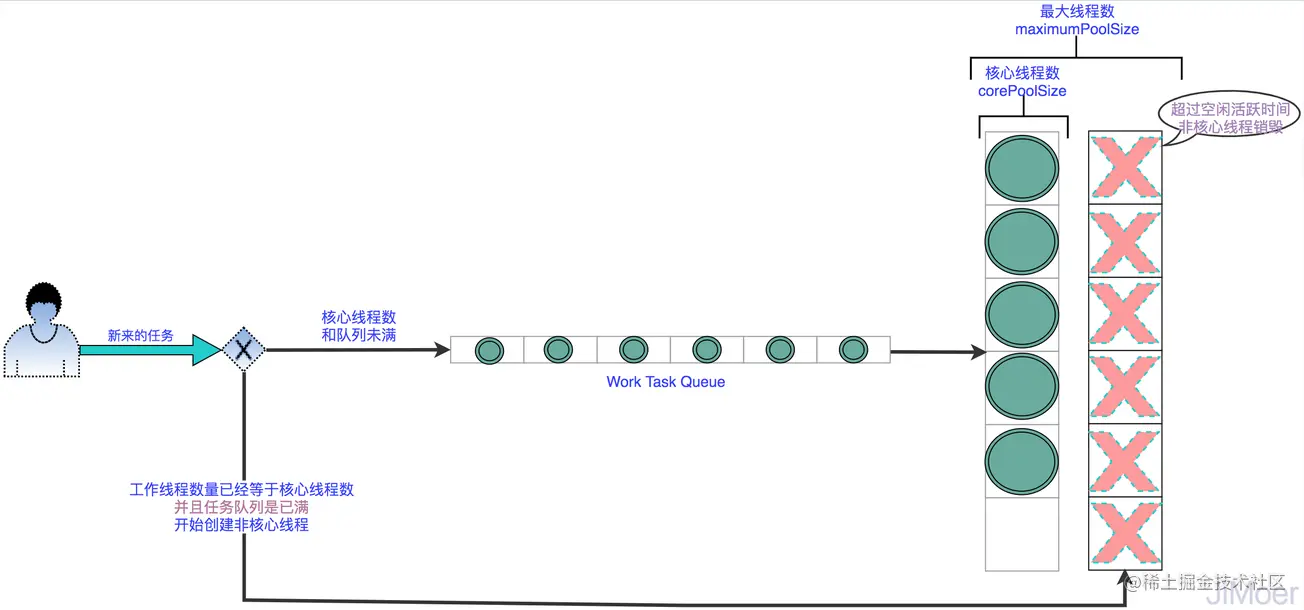 最大线程数
maximumPoolSize
核心线程数
corePoolSize
超过空闲活跃时间
非核心线程销毁
新来的任务
核心线程数
和队列未满
Work Task Queue
工作线程数量已经等于核心线程数
并且任务队列是已满
开始创建非核心线程
@稀土掘金技术社区
JiMoer